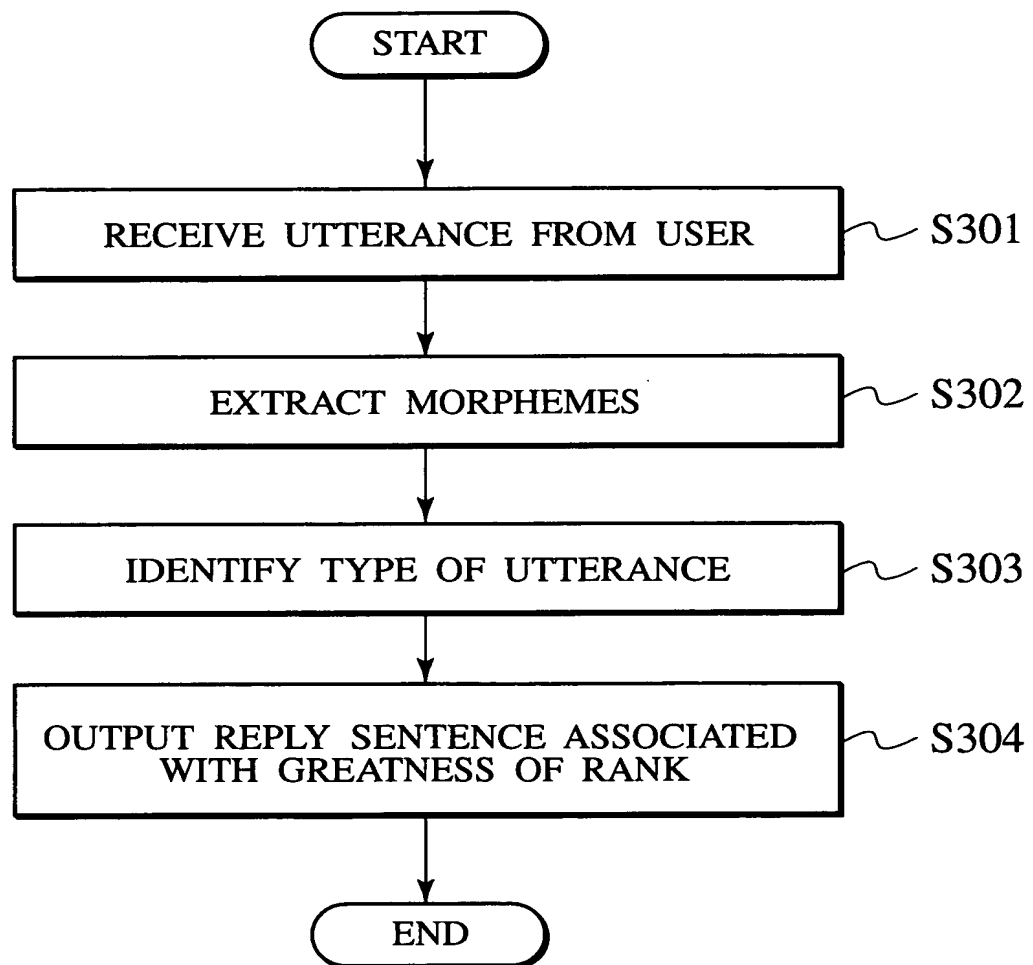 START
RECEIVE UTTERANCE FROM USER
S301
EXTRACT MORPHEMES
S302
IDENTIFY TYPE OF UTTERANCE
S303
OUTPUT REPLY SENTENCE ASSOCIATED
WITH GREATNESS OF RANK
S304
END